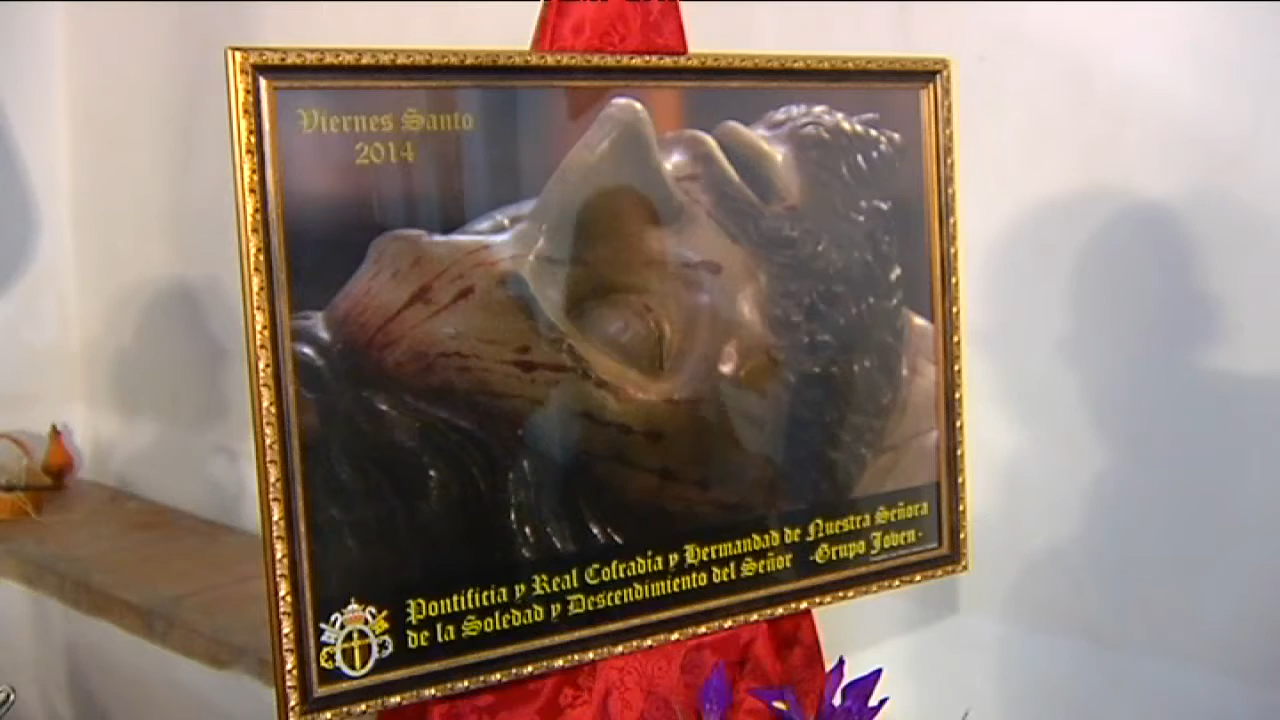 Viernes Santo
2014
Pontificia y Real Cofradía y Hermandad de Nuestra Señora
de la Soledad y Descendimiento del Señor -Grupo Joven-